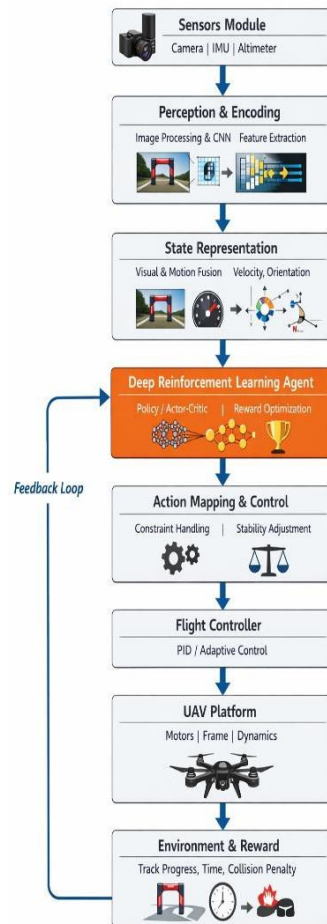 Sensors Module
Camera | IMU | Altimeter
Perception & Encoding
Image Processing & CNN Feature Extraction
State Representation
Visual & Motion Fusion Velocity, Orientation
N
Deep Reinforcement Learning Agent
Policy / Actor-Critic | Reward Optimization
Feedback Loop
Action Mapping & Control
Constraint Handling | Stability Adjustment
Flight Controller
PID / Adaptive Control
UAV Platform
Motors | Frame | Dynamics
Environment & Reward
Track Progress, Time, Collision Penalty